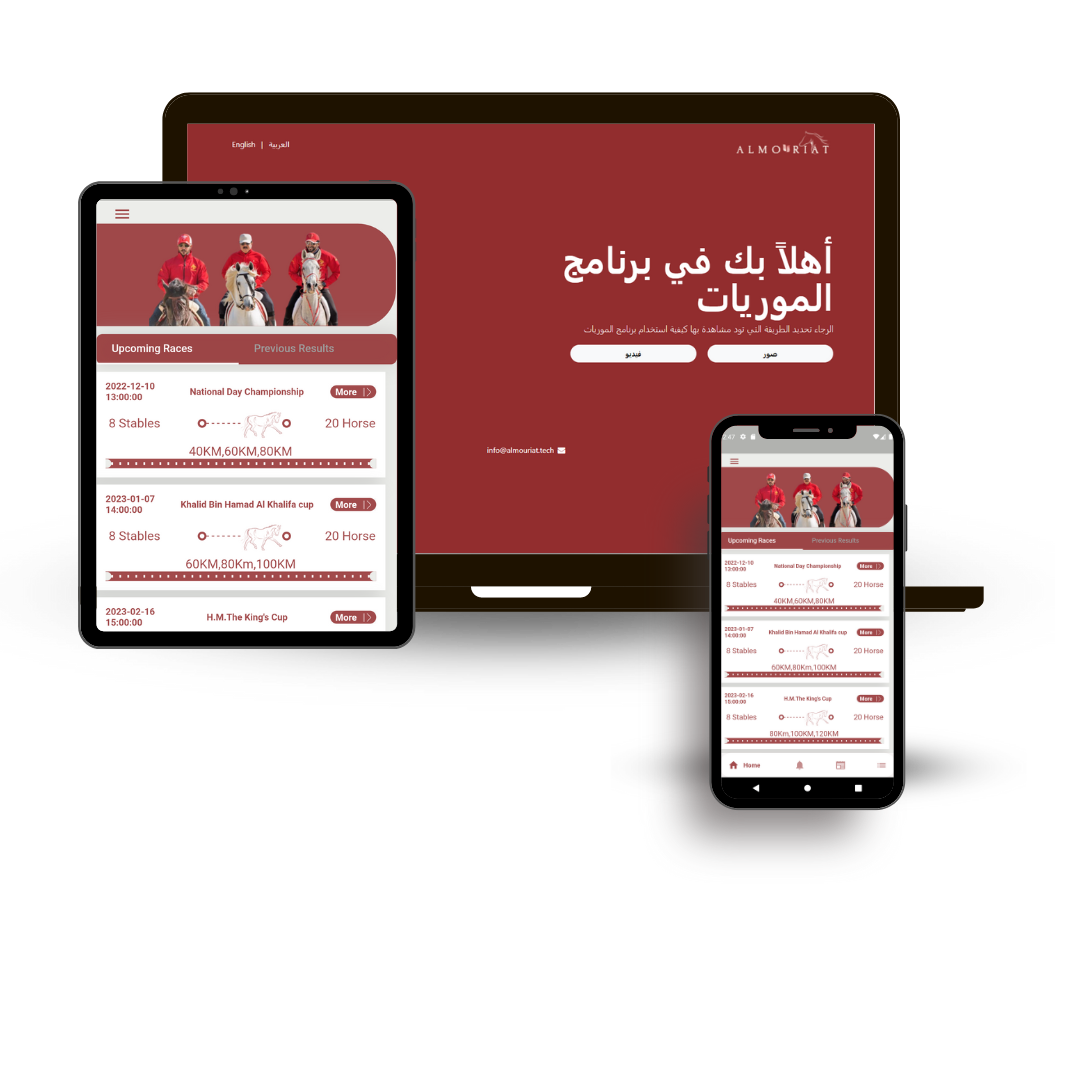 English | العربية
ALMOURIAT
أهلاً بك في برنامج
الموريات
الرجاء تحديد الطريقة التي تود مشاهدة بها كيفية استخدام برنامج الموريات
صور
فيديو
info@almouriat.tech
Upcoming Races
Previous Results
2022-12-10
13:00:00
National Day Championship
More
8 Stables
20 Horse
40KM,60KM,80KM
2023-01-07
14:00:00
Khalid Bin Hamad Al Khalifa cup
More
8 Stables
20 Horse
60KM,80Km,100KM
2023-02-16
15:00:00
H.M.The King's Cup
More
:47
Upcoming Races
Previous Results
2022-12-10
13:00:00
National Day Championship
More
8 Stables
20 Horse
40KM,60KM,80KM
2023-01-07
14:00:00
Khalid Bin Hamad Al Khalifa cup
More
8 Stables
20 Horse
60KM,80Km,100KM
2023-02-16
15:00:00
H.M.The King's Cup
More
8 Stables
20 Horse
80Km,100KM,120KM
Home